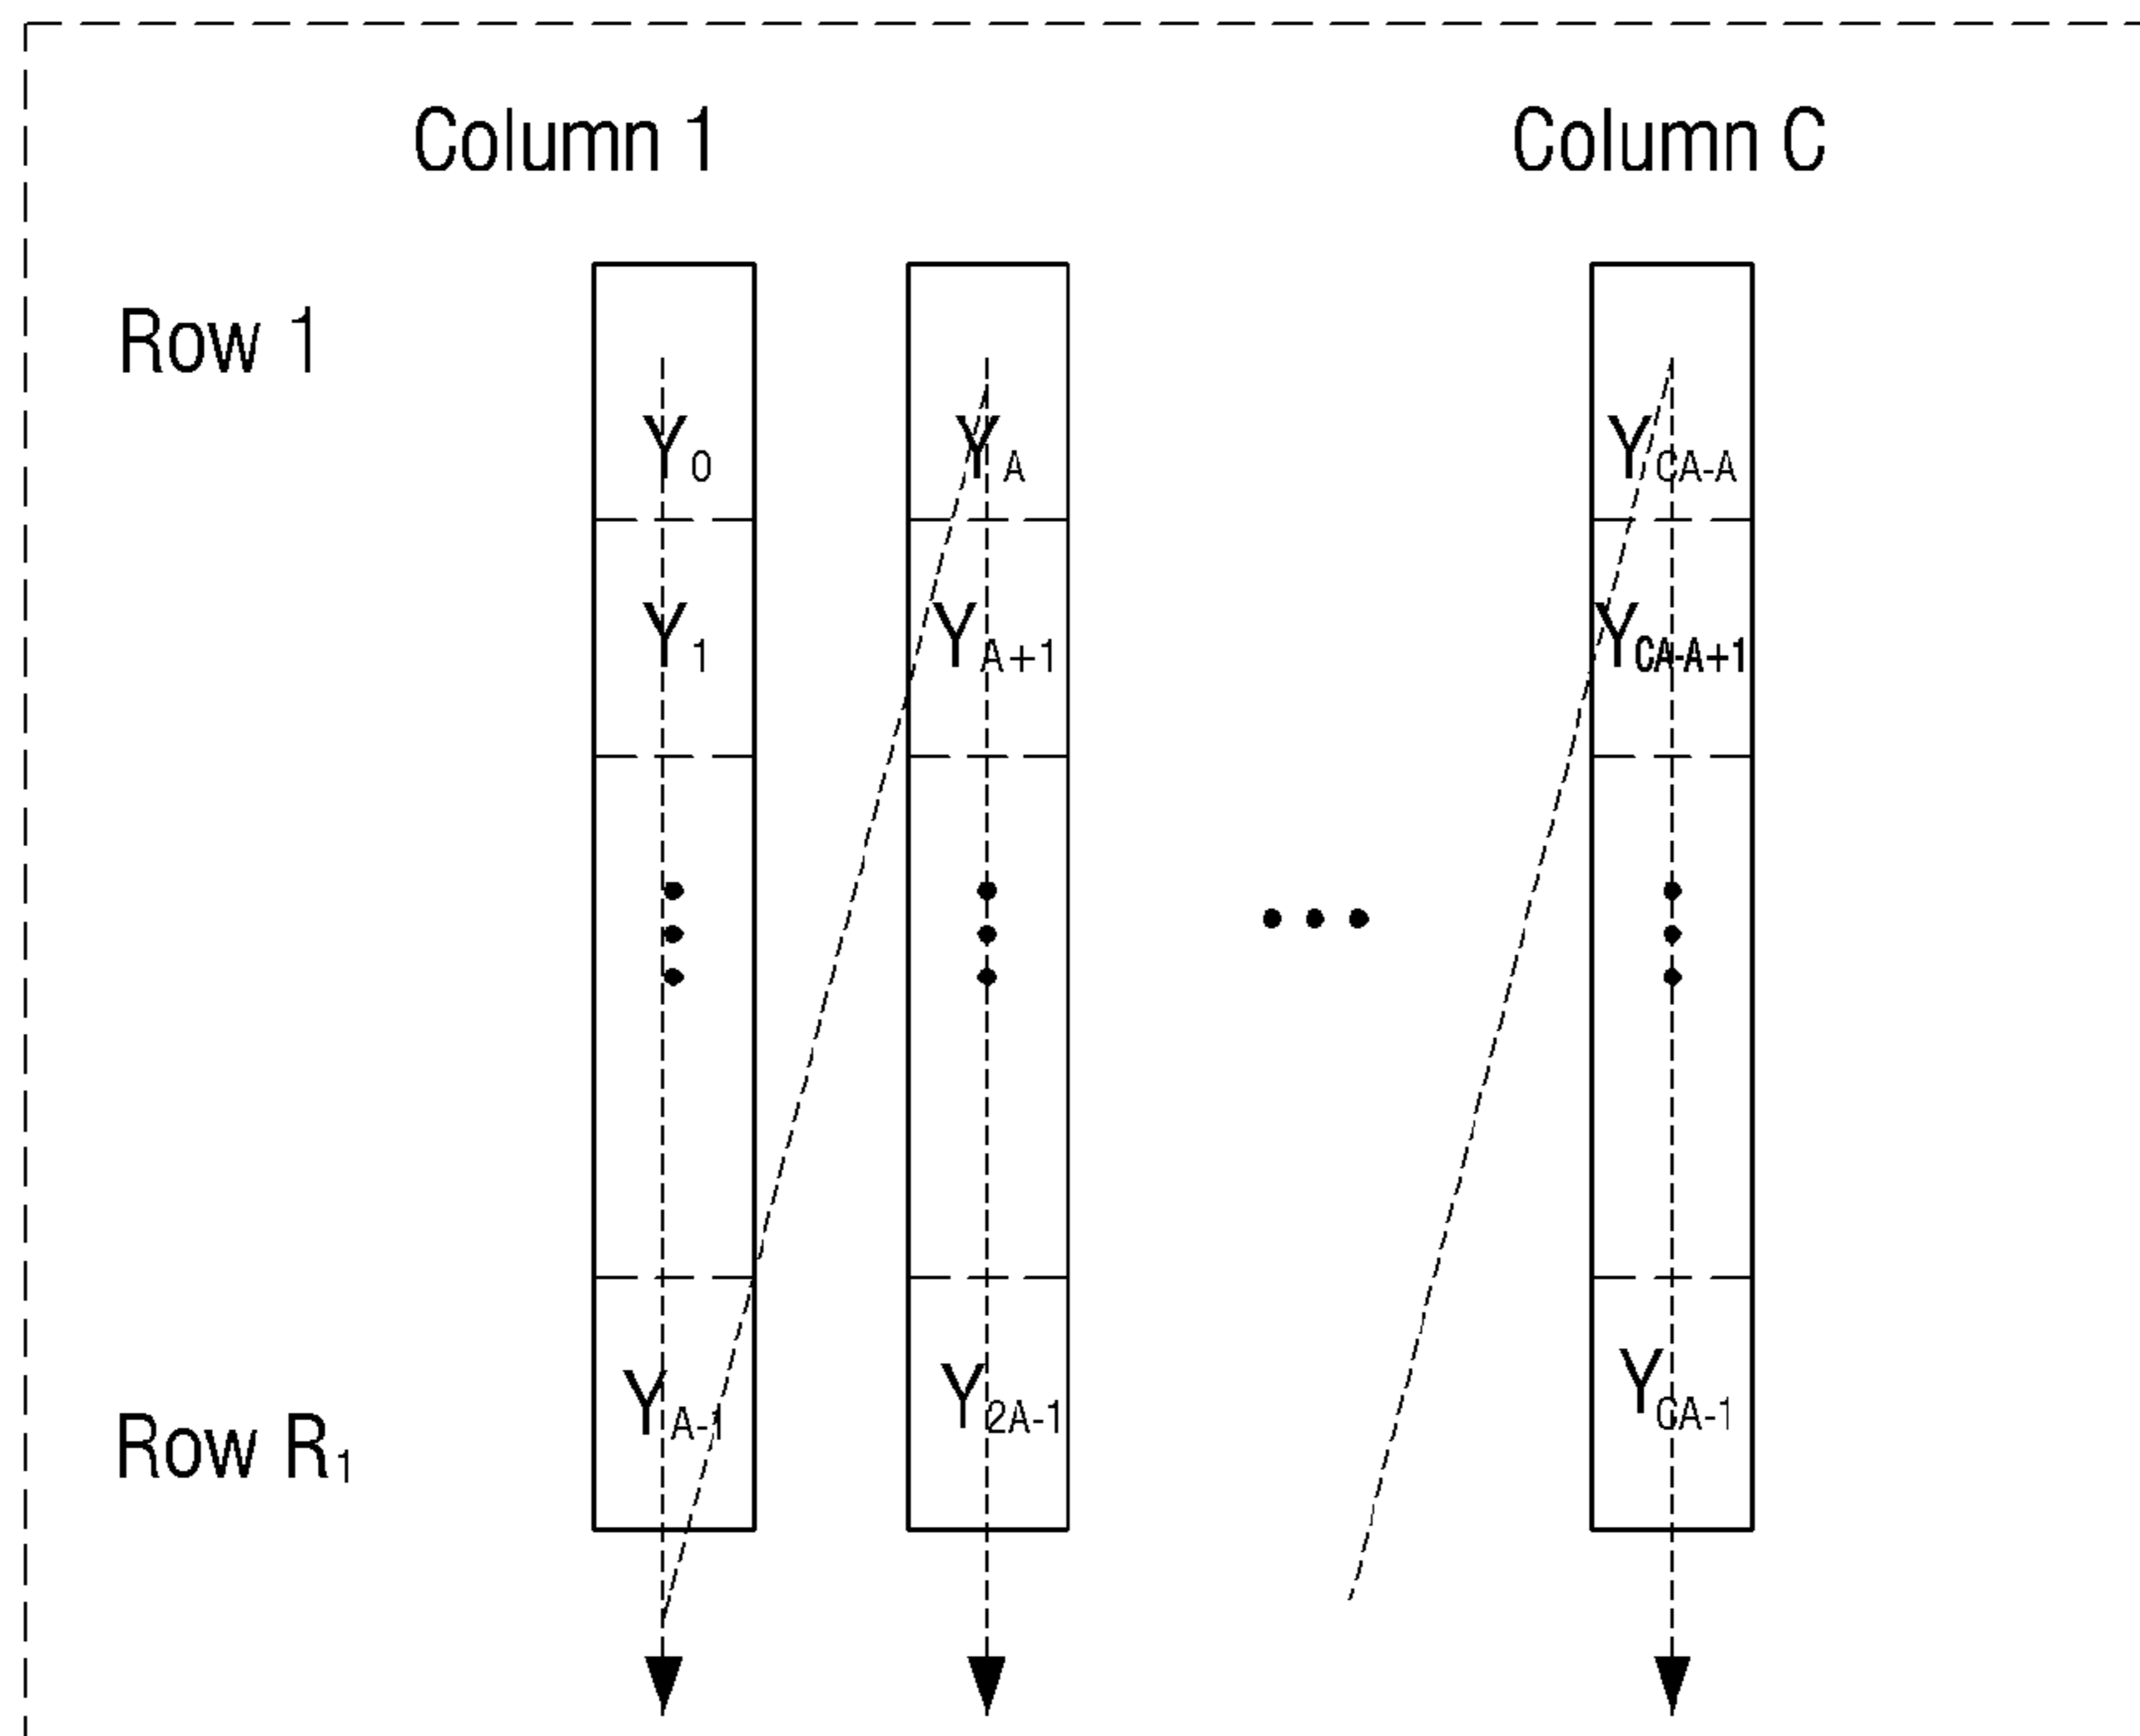 Column 1 Column C
Row 1
Y0 YA YCA-A
Y1 YA+1 YCA-A+1
YA-1 Y2A-1 YCA-1
Row R1